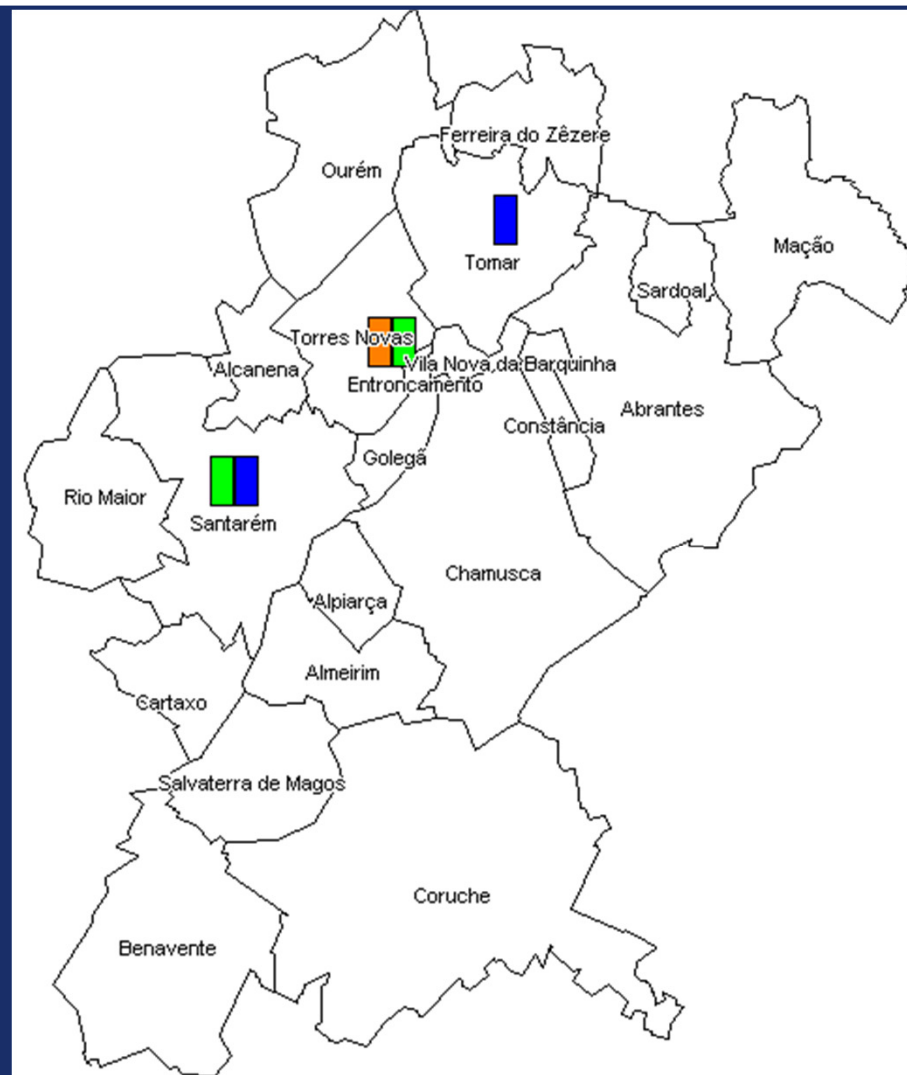 Ferreira do Zêzere
Ourém
Mação
Tomar
Sardoal
Torres Novas
Vila Nova da Barquinha
Alcanena
Entroncamento
Abrantes
Constância
Golegã
Rio Maior
Santarém
Chamusca
Alpiarça
Almeirim
Cartaxo
Salvaterra de Magos
Coruche
Benavente